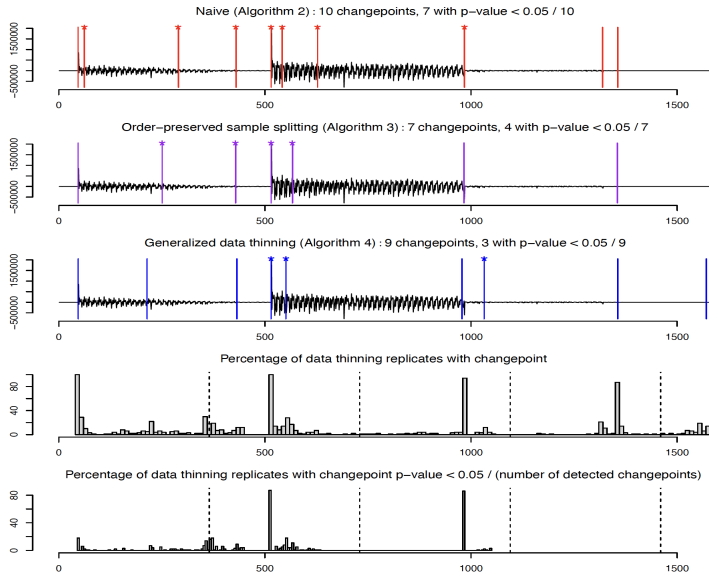 Naive (Algorithm 2) : 10 changepoints, 7 with p−value < 0.05 / 10
−500000 1500000
0 500 1000 1500
Order−preserved sample splitting (Algorithm 3) : 7 changepoints, 4 with p−value < 0.05 / 7
−500000 1500000
0 500 1000 1500
Generalized data thinning (Algorithm 4) : 9 changepoints, 3 with p−value < 0.05 / 9
−500000 1500000
0 500 1000 1500
Percentage of data thinning replicates with changepoint
0 40 80
0 500 1000 1500
Percentage of data thinning replicates with changepoint p−value < 0.05 / (number of detected changepoints)
0 40 80
0 500 1000 1500